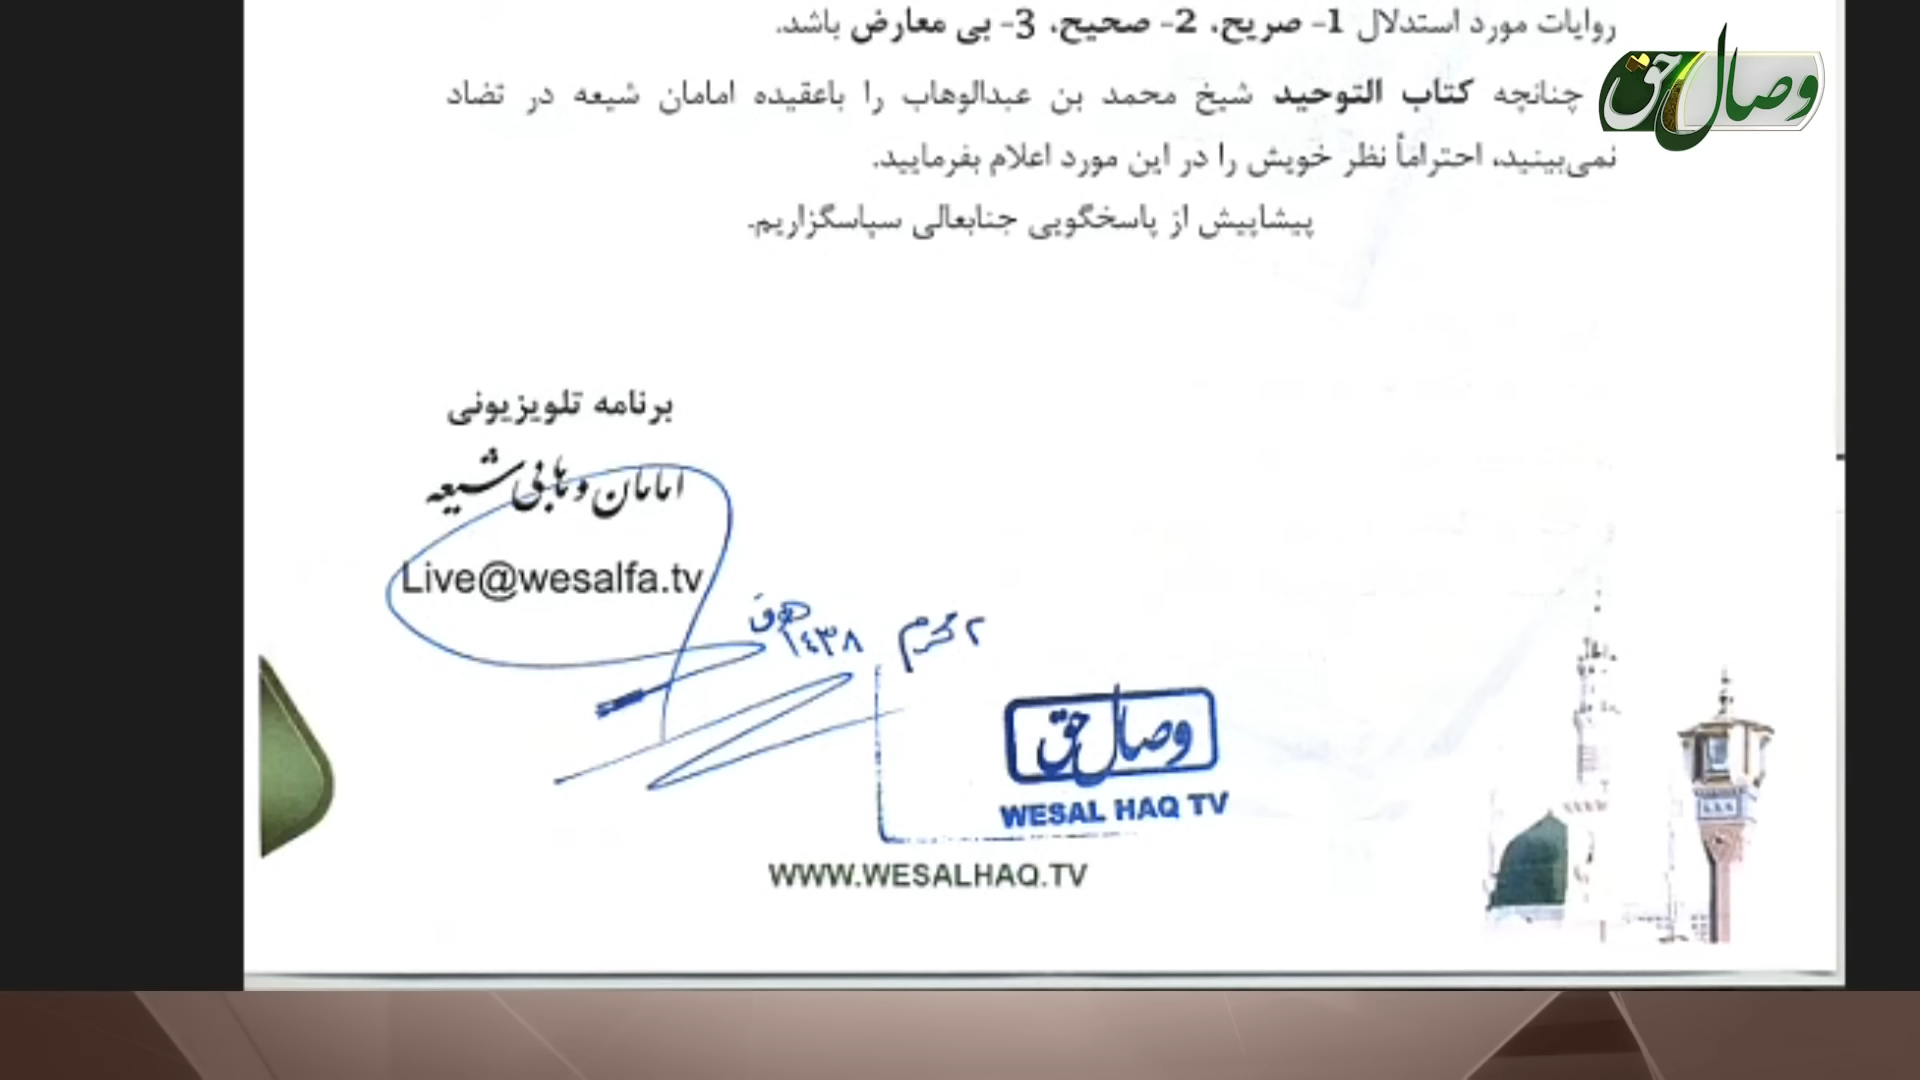 روایات مورد استدلال 1- صریح، 2- صحیح، 3- بی معارض باشد.
وصال حق
چنانچه کتاب التوحید شیخ محمد بن عبدالوهاب را باعقیده امامان شیعه در تضاد
نمی‌بینید، احتراماً نظر خویش را در این مورد اعلام بفرمایید.
پیشاپیش از پاسخگویی جنابعالی سپاسگزاریم.
برنامه تلویزیونی
امامان وهابی شیعه
Live@wesalfa.tv
۲ محرم ۱٤۳۸ هـ ق
وصال حق
WESAL HAQ TV
WWW.WESALHAQ.TV